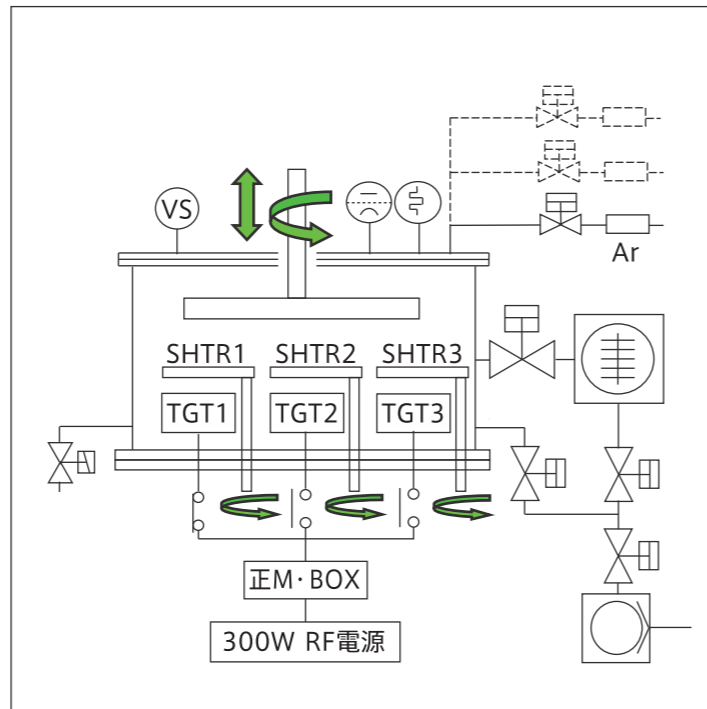 VS
Ar
SHTR1 SHTR2 SHTR3
TGT1 TGT2 TGT3
正M・BOX
300W RF電源